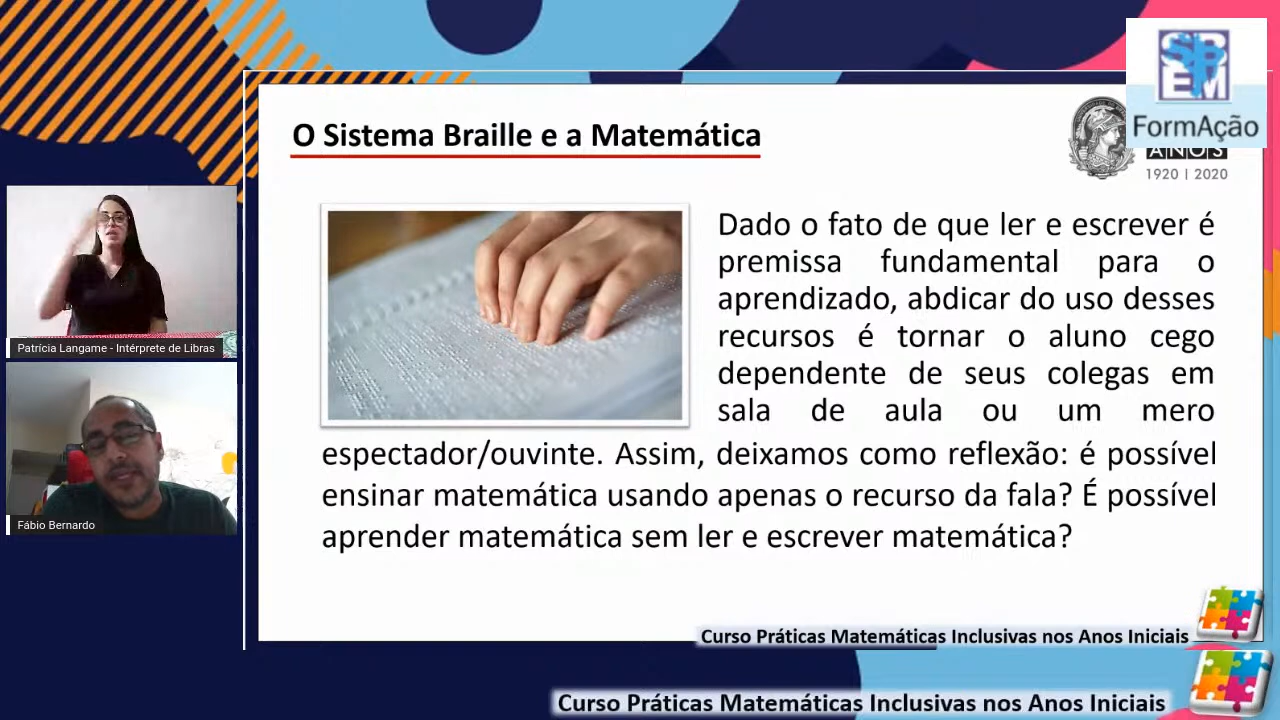 SBEM
FormAção
ANOS
1920 | 2020
O Sistema Braille e a Matemática
Dado o fato de que ler e escrever é
premissa fundamental para o
aprendizado, abdicar do uso desses
recursos é tornar o aluno cego
dependente de seus colegas em
sala de aula ou um mero
espectador/ouvinte. Assim, deixamos como reflexão: é possível
ensinar matemática usando apenas o recurso da fala? É possível
aprender matemática sem ler e escrever matemática?
Patrícia Langame - Intérprete de Libras
Fábio Bernardo
Curso Práticas Matemáticas Inclusivas nos Anos Iniciais
Curso Práticas Matemáticas Inclusivas nos Anos Iniciais